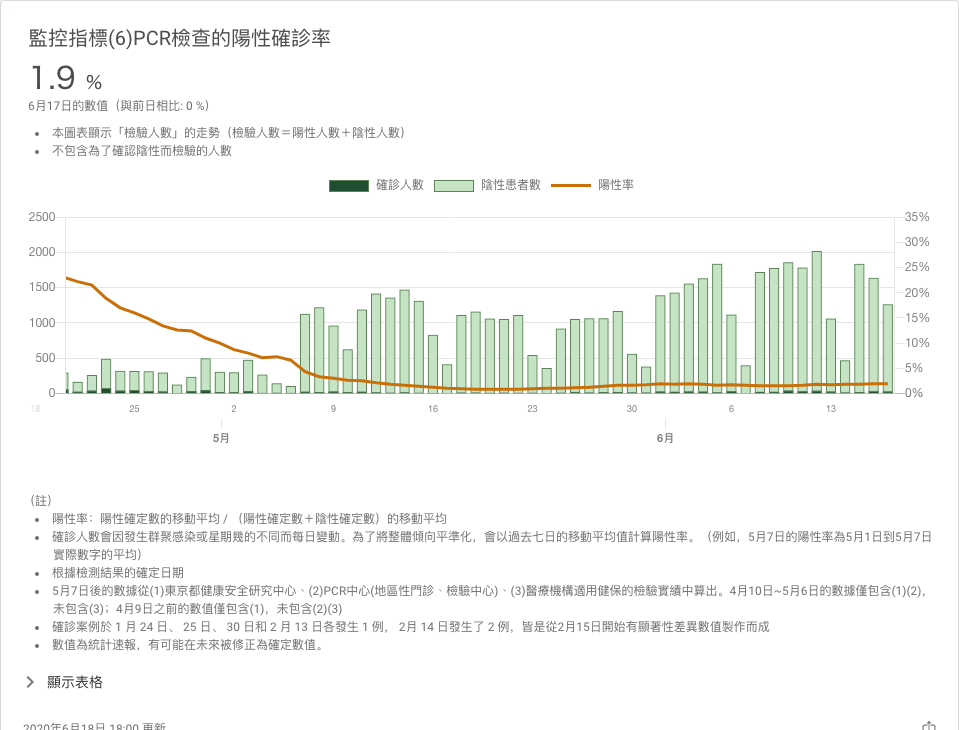 監控指標(6)PCR檢查的陽性確診率
1.9 %
6月17日的數值（與前日相比: 0 %）
本圖表顯示「檢驗人數」的走勢（檢驗人數＝陽性人數＋陰性人數）
不包含為了確認陰性而檢驗的人數
確診人數 陰性患者數 陽性率
2500 35%
30%
2000
25%
1500 20%
1000 15%
10%
500
5%
0 0%
18 25 2 9 16 23 30 6 13
5月 6月
（註）
陽性率：陽性確定數的移動平均 / （陽性確定數＋陰性確定數）的移動平均
確診人數會因發生群聚感染或星期幾的不同而每日變動。為了將整體傾向平準化，會以過去七日的移動平均值計算陽性率。（例如，5月7日的陽性率為5月1日到5月7日
實際數字的平均）
根據檢測結果的確定日期
5月7日後的數據從(1)東京都健康安全研究中心、(2)PCR中心(地區性門診、檢驗中心)、(3)醫療機構適用健保的檢驗實績中算出。4月10日~5月6日的數據僅包含(1)(2)，
未包含(3)；4月9日之前的數值僅包含(1)，未包含(2)(3)
確診案例於 1 月 24 日、 25 日、 30 日和 2 月 13 日各發生 1 例， 2月 14 日發生了 2 例，皆是從2月15日開始有顯著性差異數值製作而成
數值為統計速報，有可能在未來被修正為確定數值。
顯示表格
2020年6月18日 18:00 更新